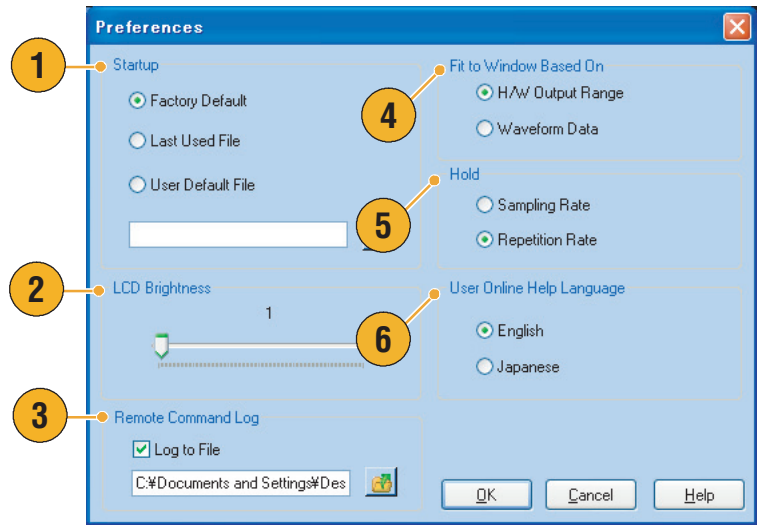 Preferences
1
Startup
Factory Default
Last Used File
User Default File
2
LCD Brightness
1
3
Remote Command Log
Log to File
C:¥Documents and Settings¥Des
4
Fit to Window Based On
H/W Output Range
Waveform Data
5
Hold
Sampling Rate
Repetition Rate
6
User Online Help Language
English
Japanese
OK
Cancel
Help